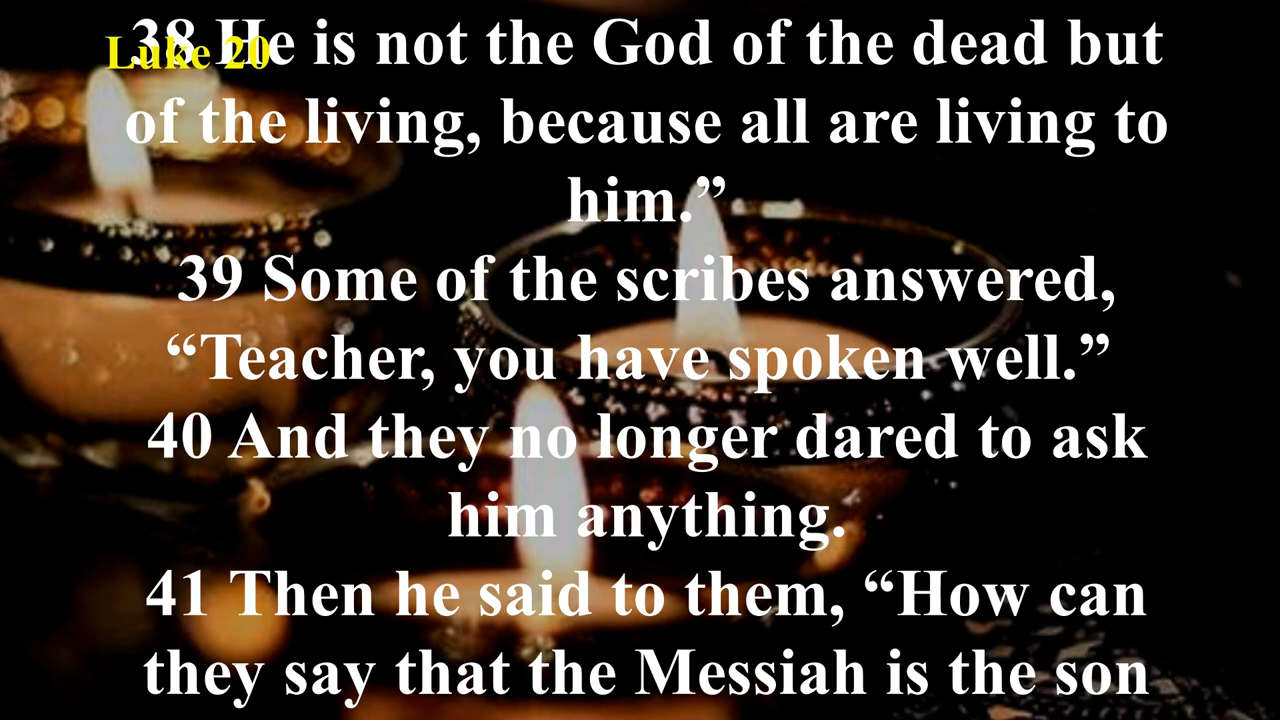 Luke 20
38 He is not the God of the dead but
of the living, because all are living to
him.”
39 Some of the scribes answered,
“Teacher, you have spoken well.”
40 And they no longer dared to ask
him anything.
41 Then he said to them, “How can
they say that the Messiah is the son